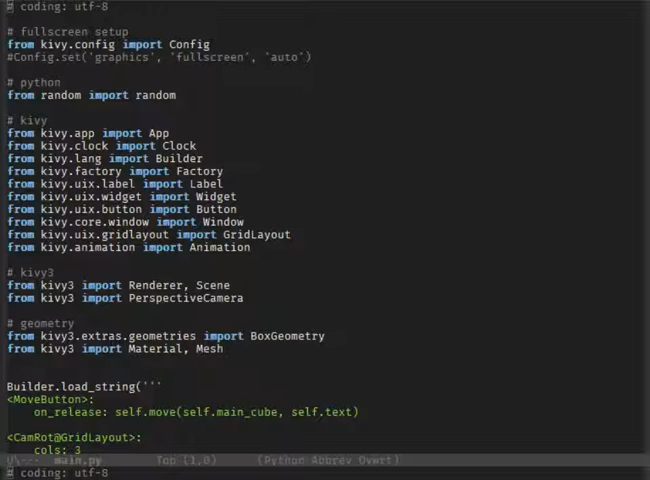 # coding: utf-8
# fullscreen setup
from kivy.config import Config
#Config.set('graphics', 'fullscreen', 'auto')
# python
from random import random
# kivy
from kivy.app import App
from kivy.clock import Clock
from kivy.lang import Builder
from kivy.factory import Factory
from kivy.uix.label import Label
from kivy.uix.widget import Widget
from kivy.uix.button import Button
from kivy.core.window import Window
from kivy.uix.gridlayout import GridLayout
from kivy.animation import Animation
# kivy3
from kivy3 import Renderer, Scene
from kivy3 import PerspectiveCamera
# geometry
from kivy3.extras.geometries import BoxGeometry
from kivy3 import Material, Mesh
Builder.load_string('''
<MoveButton>:
on_release: self.move(self.main_cube, self.text)
<CamRot@GridLayout>:
cols: 3
U\--- main.py Top (1,0) (Python Abbrev Ovwrt)
# coding: utf-8